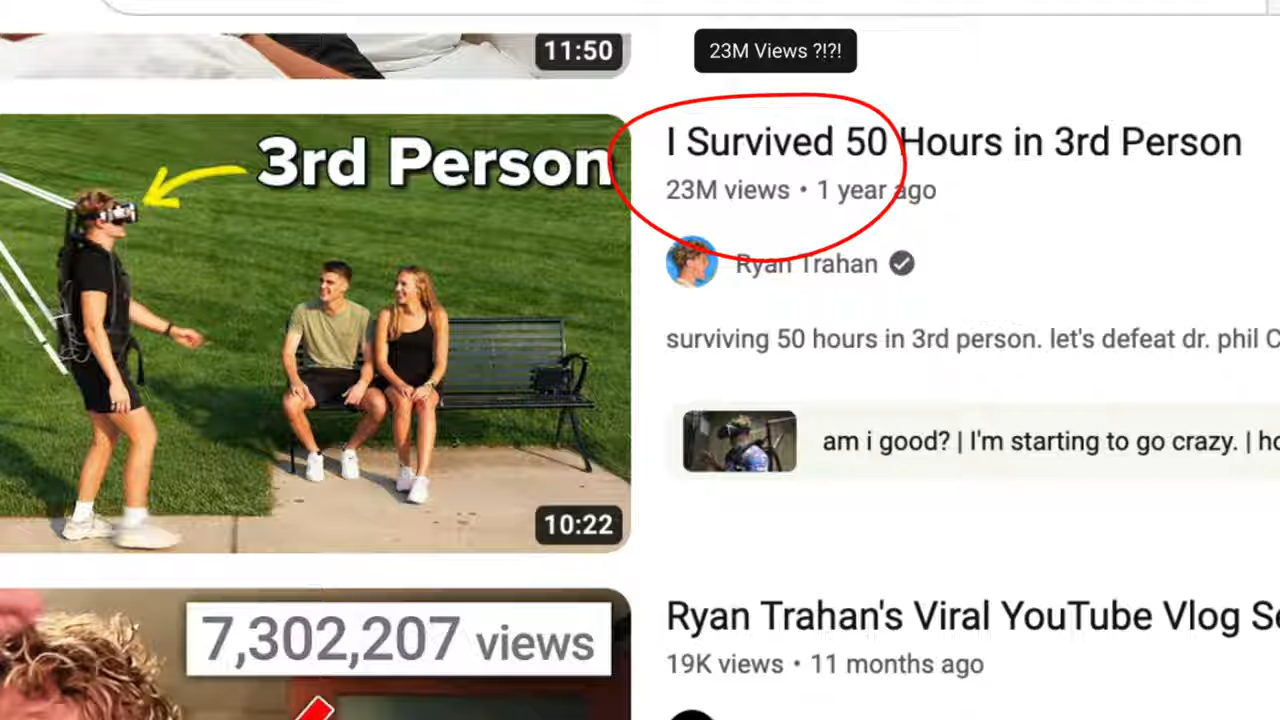 11:50
23M Views ?!?!
3rd Person
I Survived 50 Hours in 3rd Person
23M views • 1 year ago
Ryan Trahan
surviving 50 hours in 3rd person. let's defeat dr. phil
am i good? | I'm starting to go crazy. |
10:22
7,302,207 views
Ryan Trahan's Viral YouTube Vlog
19K views • 11 months ago